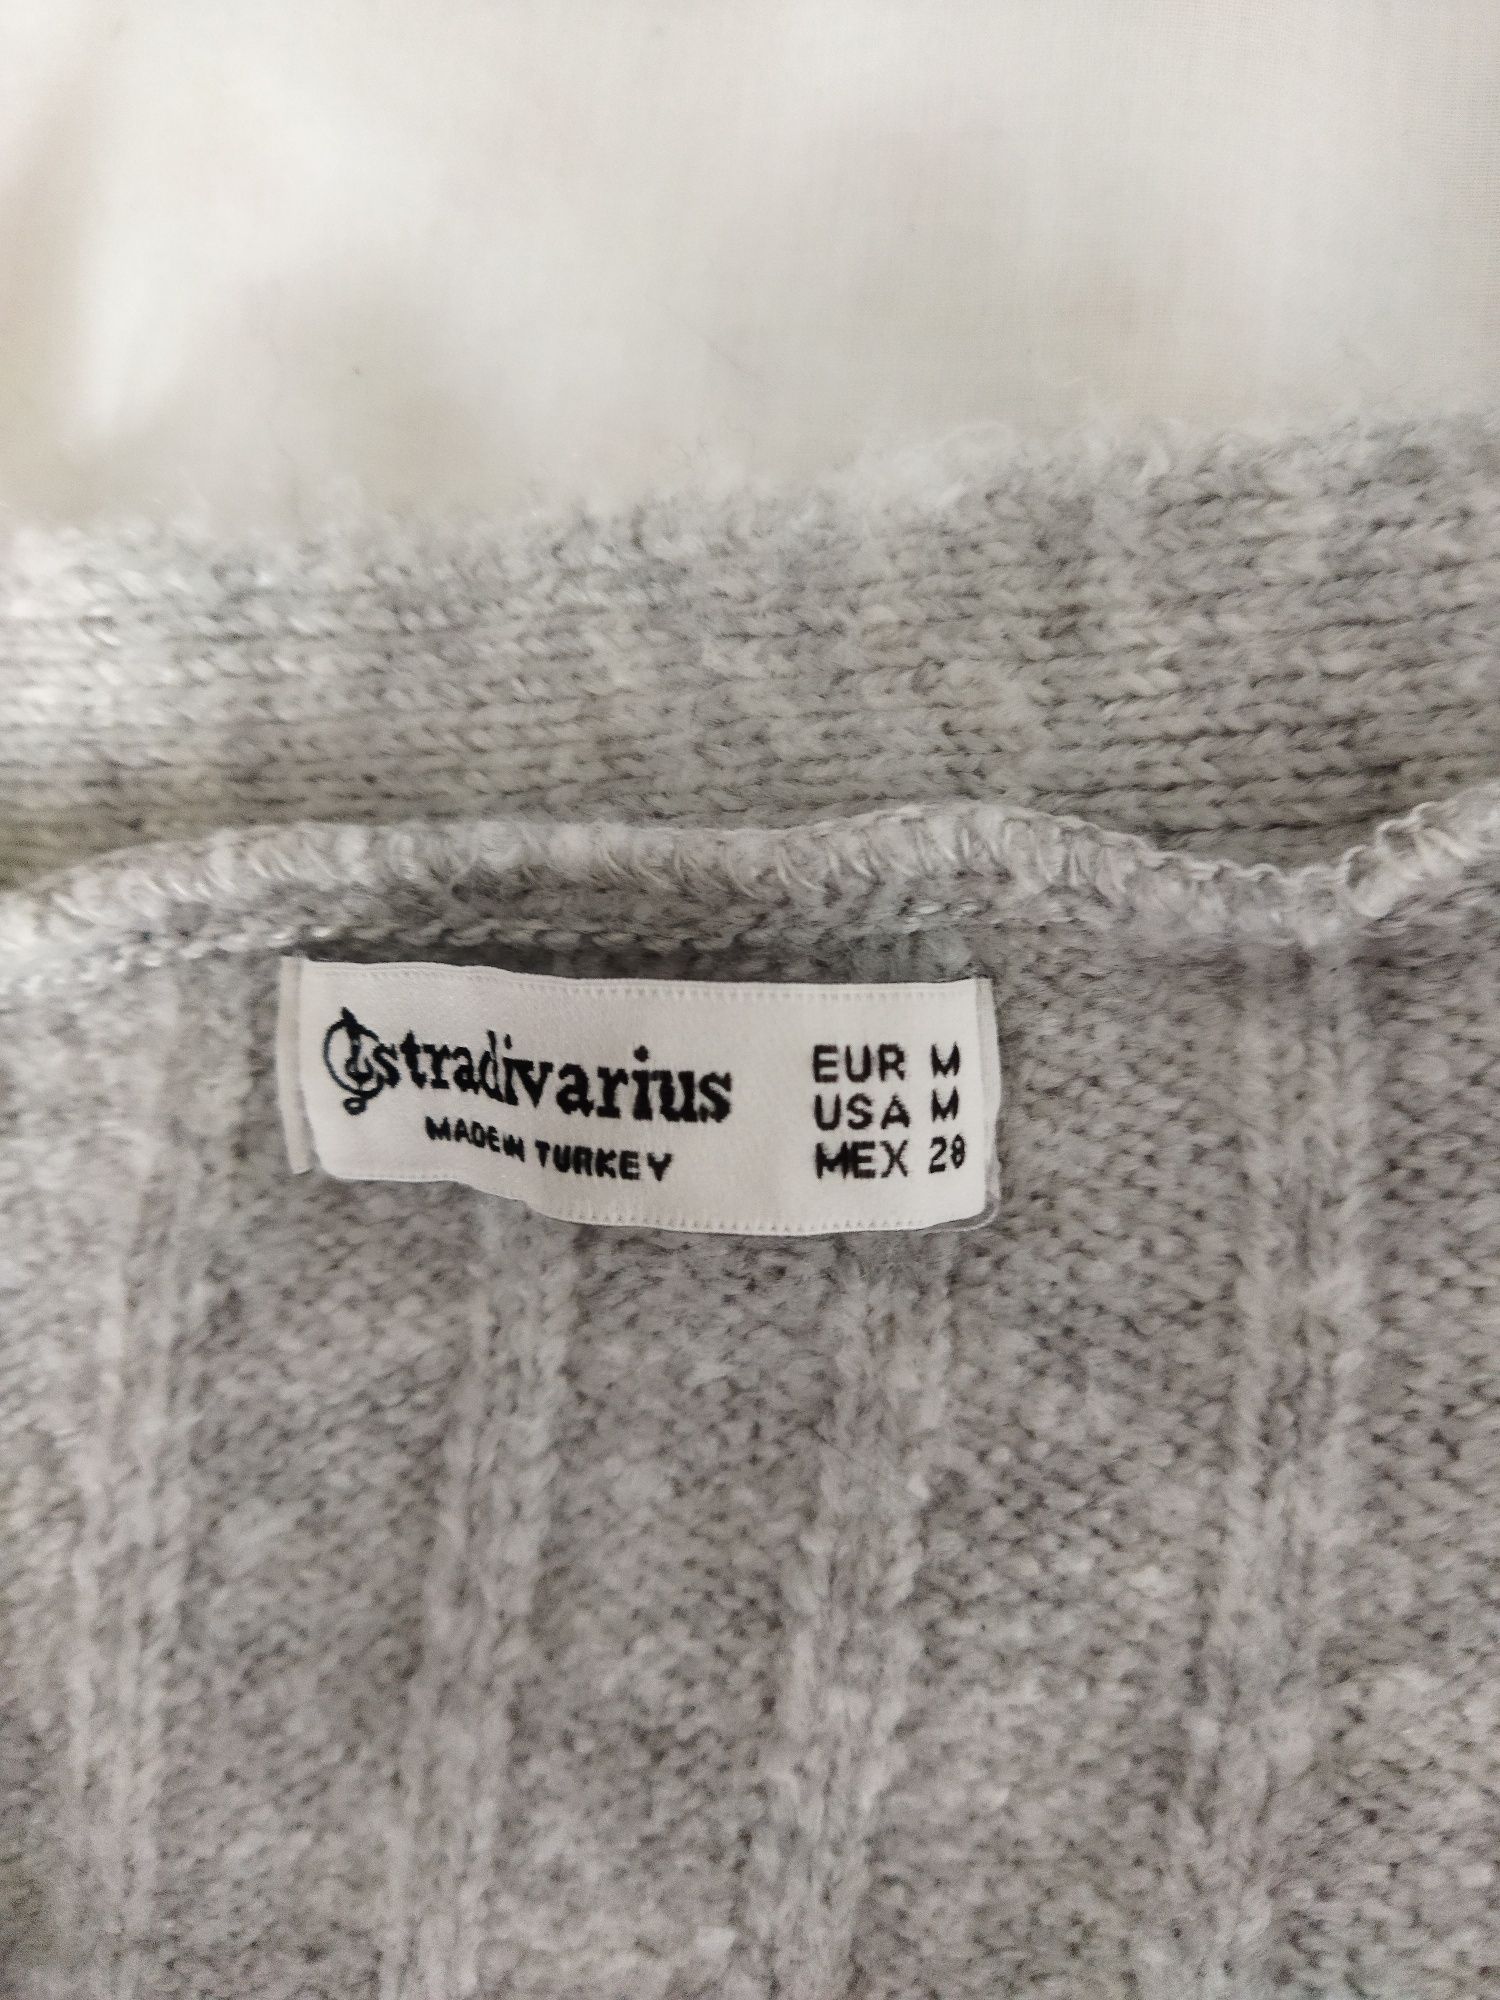 stradivarius
MADE IN TURKEY
EUR M
USA M
MEX 28